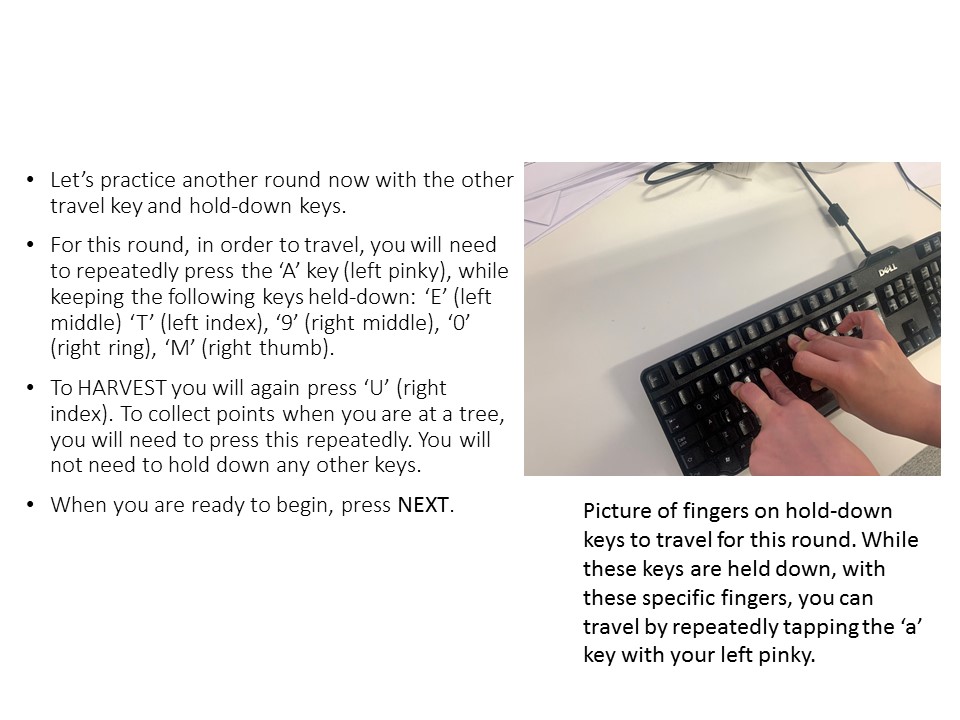 • Let’s practice another round now with the other
travel key and hold-down keys.
• For this round, in order to travel, you will need
to repeatedly press the ‘A’ key (left pinky), while
keeping the following keys held-down: ‘E’ (left
middle) ‘T’ (left index), ‘9’ (right middle), ‘0’
(right ring), ‘M’ (right thumb).
• To HARVEST you will again press ‘U’ (right
index). To collect points when you are at a tree,
you will need to press this repeatedly. You will
not need to hold down any other keys.
• When you are ready to begin, press NEXT.
DELL
Q W
A
Picture of fingers on hold-down
keys to travel for this round. While
these keys are held down, with
these specific fingers, you can
travel by repeatedly tapping the ‘a’
key with your left pinky.